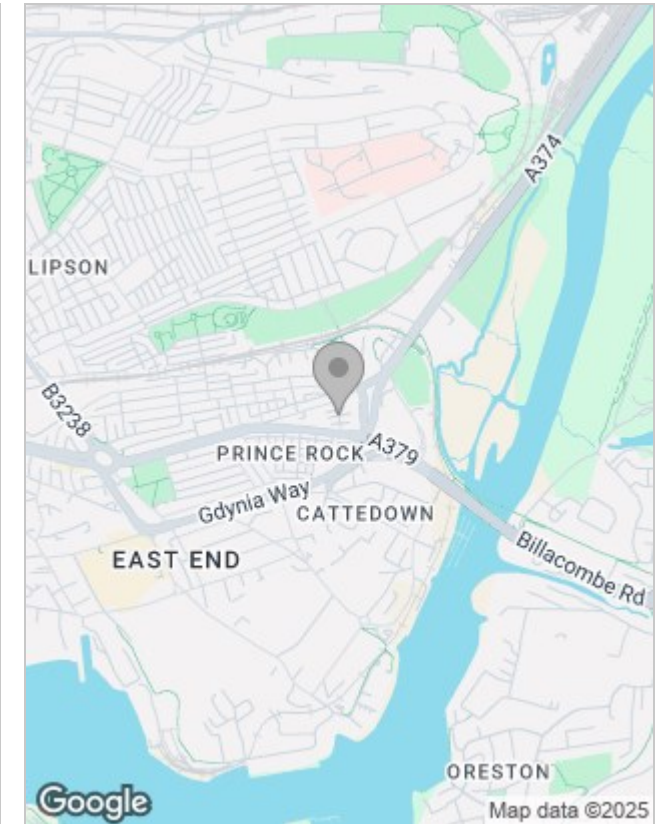 A374
LIPSON
B3238
PRINCE ROCK
A379
Gdynia Way
CATTEDOWN
EAST END
Billacombe Rd
ORESTON
Google
Map data ©2025